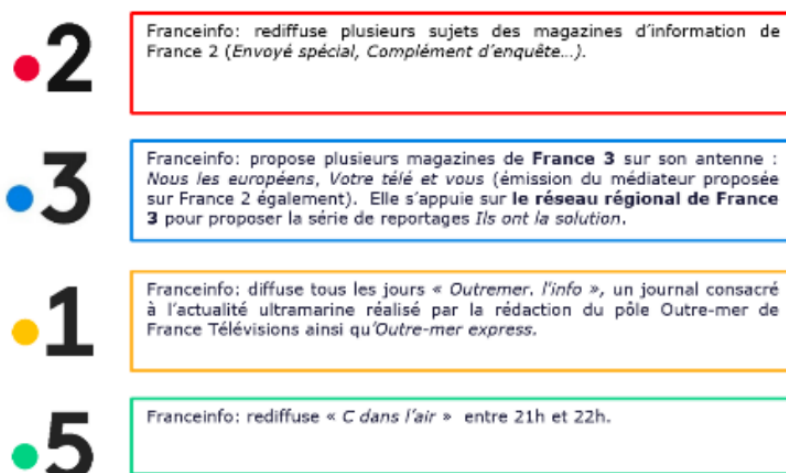 2
Franceinfo: rediffuse plusieurs sujets des magazines d'information de
France 2 (Envoyé spécial, Complément d'enquête...).
3
Franceinfo: propose plusieurs magazines de France 3 sur son antenne :
Nous les européens, Votre télé et vous (émission du médiateur proposée
sur France 2 également). Elle s'appuie sur le réseau régional de France
3 pour proposer la série de reportages Ils ont la solution.
1
Franceinfo: diffuse tous les jours « Outremer. l'info », un journal consacré
à l'actualité ultramarine réalisé par la rédaction du pôle Outre-mer de
France Télévisions ainsi qu'Outre-mer express.
5
Franceinfo: rediffuse « C dans l'air » entre 21h et 22h.